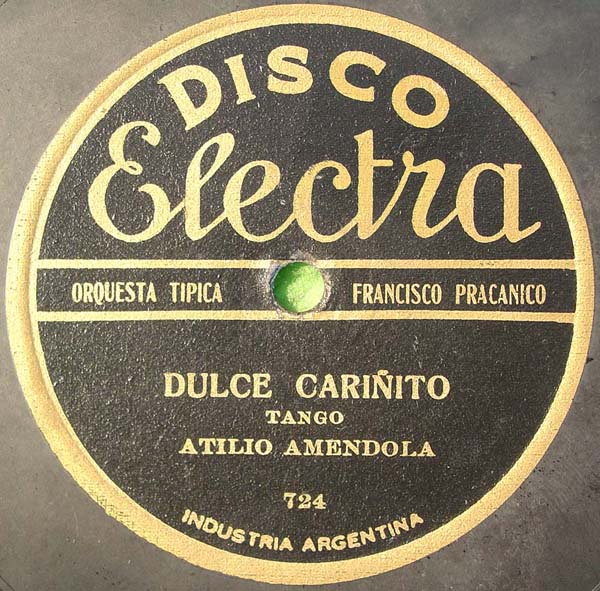 DISCO
Electra
ORQUESTA TIPICA FRANCISCO PRACANICO
DULCE CARIÑITO
TANGO
ATILIO AMENDOLA
724
INDUSTRIA ARGENTINA